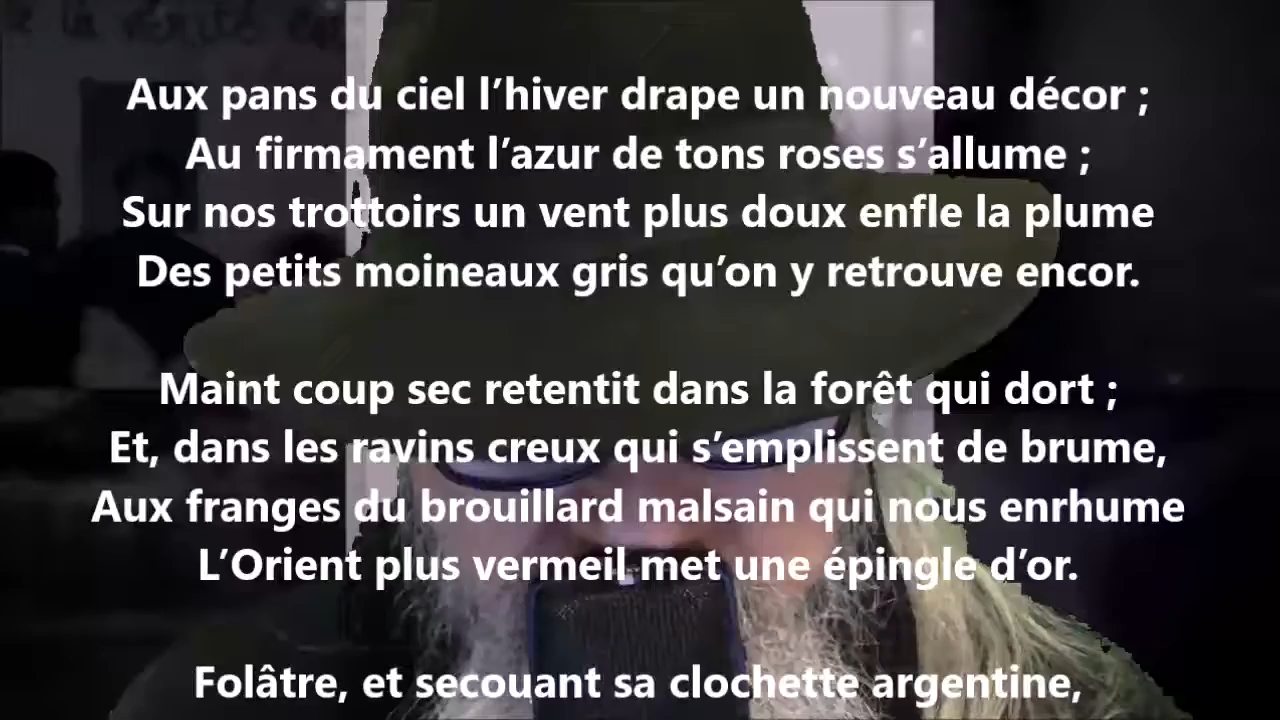 Aux pans du ciel l’hiver drape un nouveau décor ;
Au firmament l’azur de tons roses s’allume ;
Sur nos trottoirs un vent plus doux enfle la plume
Des petits moineaux gris qu’on y retrouve encor.
Maint coup sec retentit dans la forêt qui dort ;
Et, dans les ravins creux qui s’emplissent de brume,
Aux franges du brouillard malsain qui nous enrhume
L’Orient plus vermeil met une épingle d’or.
Folâtre, et secouant sa clochette argentine,